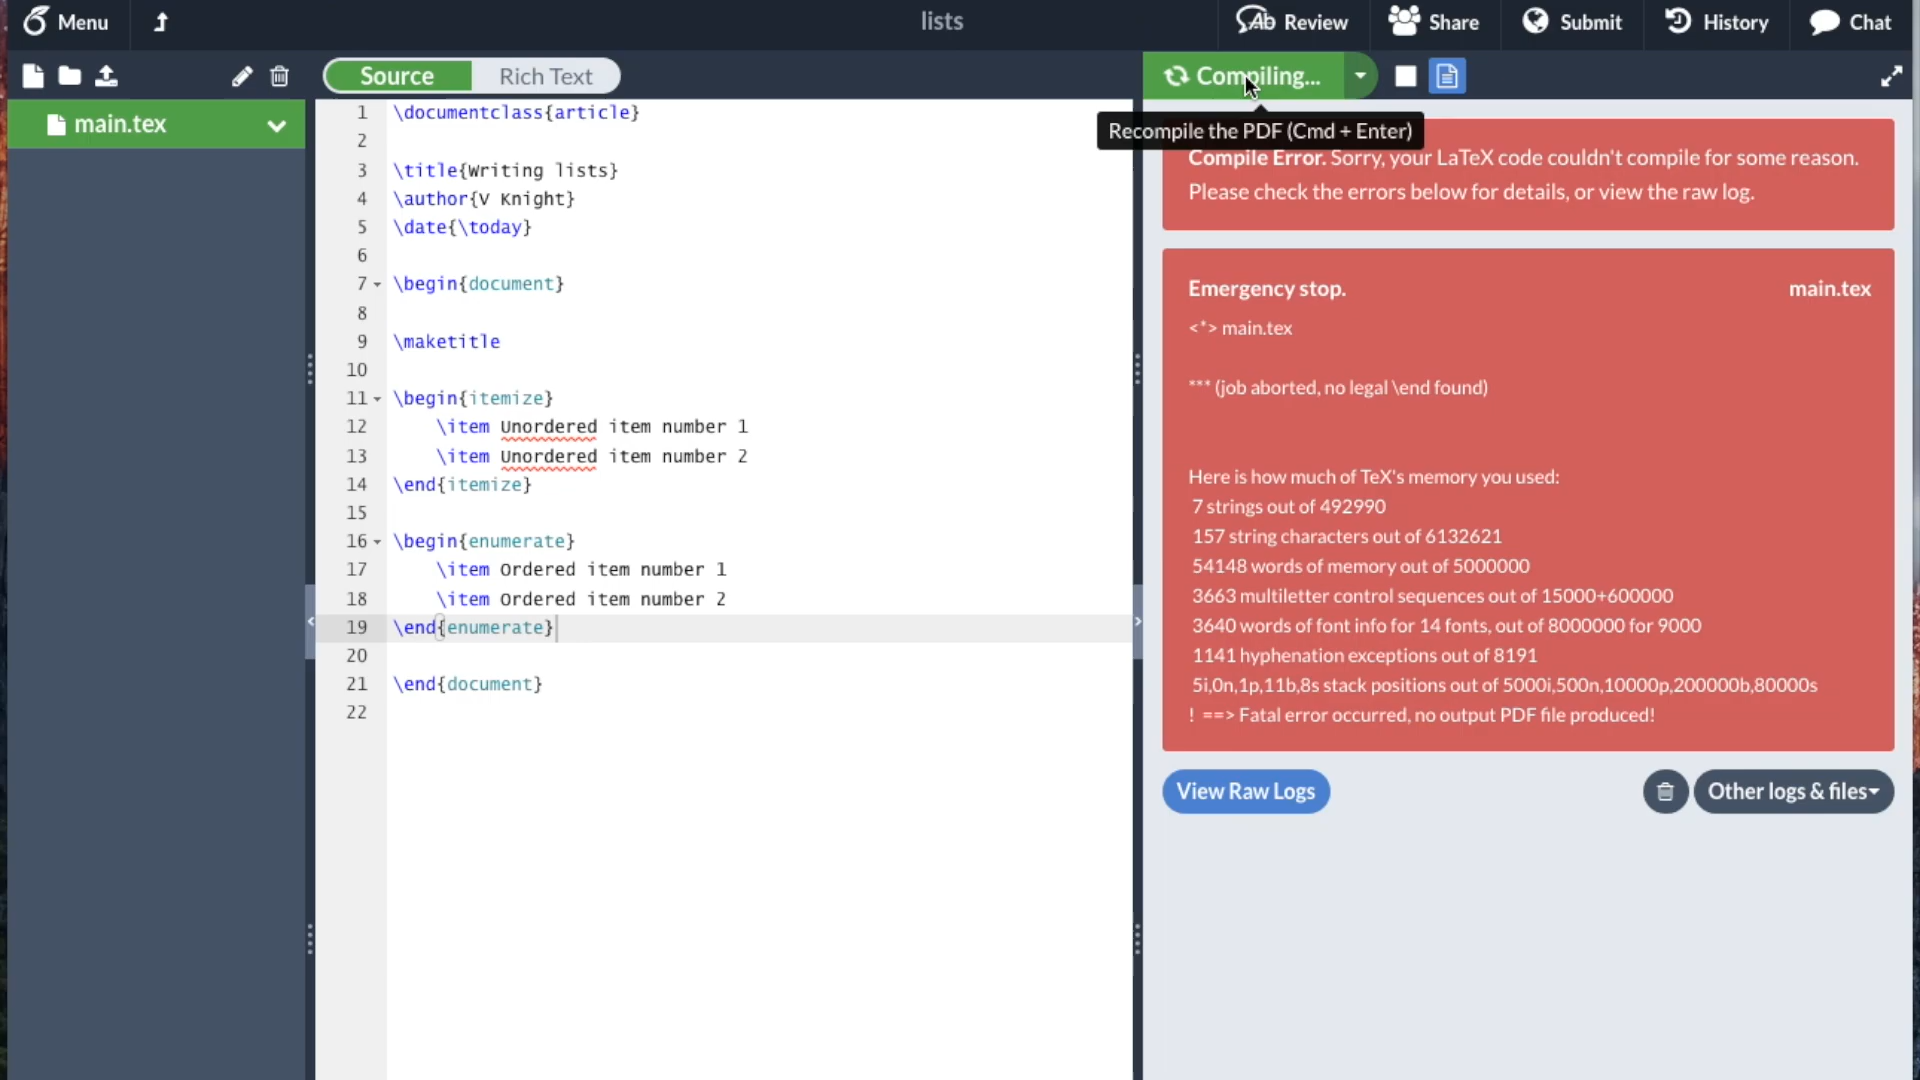 Menu
lists
Review
Share
Submit
History
Chat
Source
Rich Text
Compiling...
Recompile the PDF (Cmd + Enter)
main.tex
1 \documentclass{article}
2
3 \title{Writing lists}
4 \author{V Knight}
5 \date{\today}
6
7 \begin{document}
8
9 \maketitle
10
11 \begin{itemize}
12 \item Unordered item number 1
13 \item Unordered item number 2
14 \end{itemize}
15
16 \begin{enumerate}
17 \item Ordered item number 1
18 \item Ordered item number 2
19 \end{enumerate}
20
21 \end{document}
22
Compile Error. Sorry, your LaTeX code couldn't compile for some reason.
Please check the errors below for details, or view the raw log.
Emergency stop. main.tex
<*> main.tex
*** (job aborted, no legal \end found)
Here is how much of TeX's memory you used:
7 strings out of 492990
157 string characters out of 6132621
54148 words of memory out of 5000000
3663 multiletter control sequences out of 15000+600000
3640 words of font info for 14 fonts, out of 8000000 for 9000
1141 hyphenation exceptions out of 8191
5i,0n,1p,11b,8s stack positions out of 5000i,500n,10000p,200000b,80000s
! ==> Fatal error occurred, no output PDF file produced!
View Raw Logs
Other logs & files